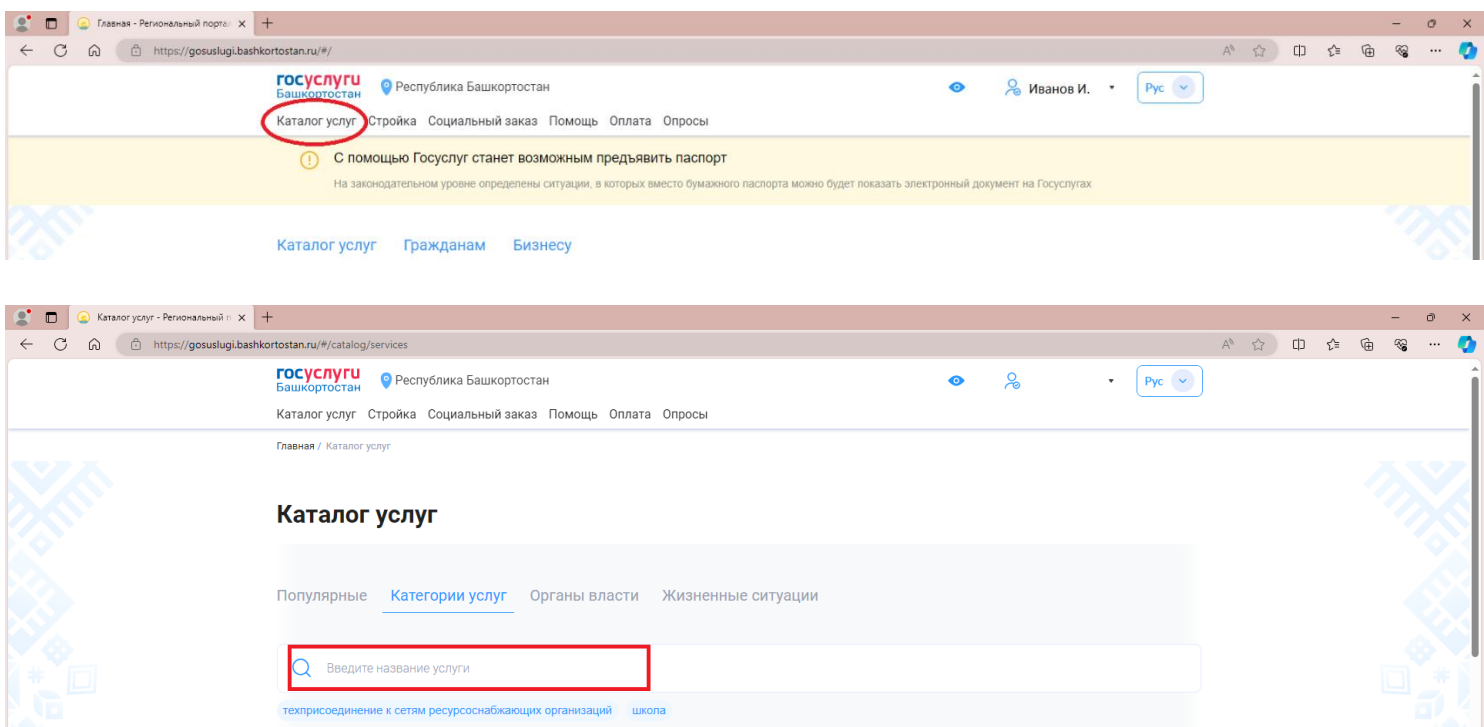 Главная - Региональный портал
https://gosuslugi.bashkortostan.ru/#/
госуслуги
Башкортостан
Республика Башкортостан
Иванов И.
Рус
Каталог услуг Стройка Социальный заказ Помощь Оплата Опросы
С помощью Госуслуг станет возможным предъявить паспорт
На законодательном уровне определены ситуации, в которых вместо бумажного паспорта можно будет показать электронный документ на Госуслугах
Каталог услуг Гражданам Бизнесу
Каталог услуг - Региональный п
https://gosuslugi.bashkortostan.ru/#/catalog/services
госуслуги
Башкортостан
Республика Башкортостан
Рус
Каталог услуг Стройка Социальный заказ Помощь Оплата Опросы
Главная / Каталог услуг
Каталог услуг
Популярные Категории услуг Органы власти Жизненные ситуации
Введите название услуги
техприсоединение к сетям ресурсоснабжающих организаций школа